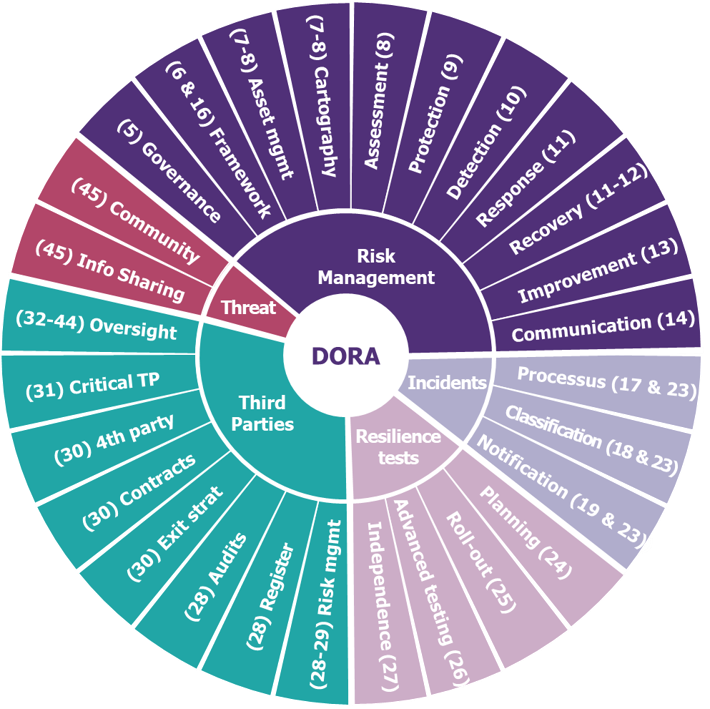 DORA
Risk
Management
(5) Governance
(6 & 16) Framework
(7-8) Asset mgmt
(7-8) Cartography
Assessment (8)
Protection (9)
Detection (10)
Response (11)
Recovery (11-12)
Improvement (13)
Communication (14)
Incidents
Processus (17 & 23)
Classification (18 & 23)
Notification (19 & 23)
Resilience
tests
Planning (24)
Roll-out (25)
Advanced testing (26)
Independence (27)
Third
Parties
(28-29) Risk mgmt
(28) Register
(28) Audits
(30) Exit strat
(30) Contracts
(30) 4th party
(31) Critical TP
(32-44) Oversight
Threat
(45) Info Sharing
(45) Community